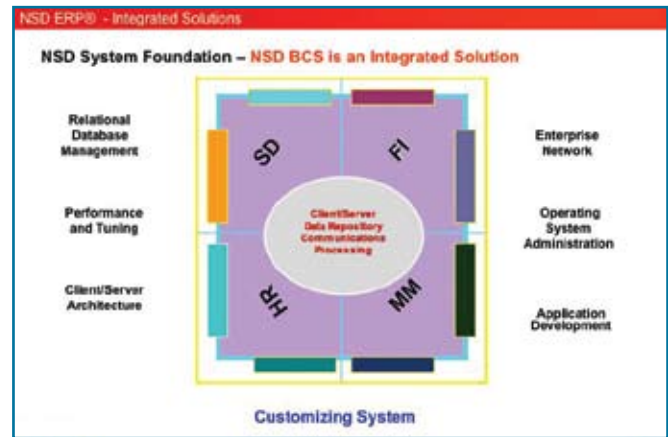 NSD ERP® - Integrated Solutions
NSD System Foundation – NSD BCS is an Integrated Solution
Relational
Database
Management
Performance
and Tuning
Client/Server
Architecture
SD
FI
HR
MM
Client/Server
Data Repository
Communications
Processing
Enterprise
Network
Operating
System
Administration
Application
Development
Customizing System